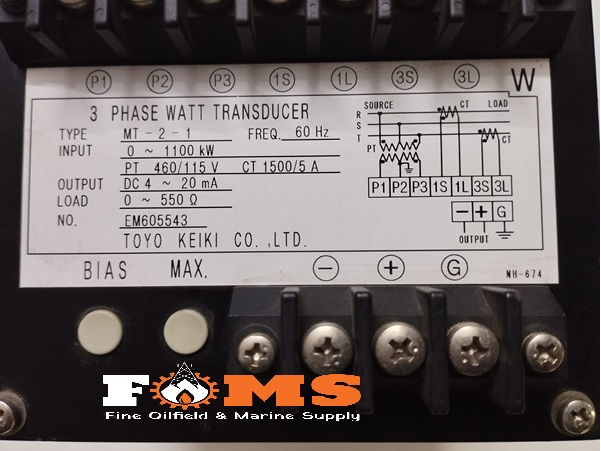 P1 P2 P3 1S 1L 3S 3L W
3 PHASE WATT TRANSDUCER
TYPE MT-2-1 FREQ. 60 Hz
INPUT 0 ~ 1100 kW
PT 460/115 V CT 1500/5 A
OUTPUT DC 4 ~ 20 mA
LOAD 0 ~ 550 Ω
NO. EM605543
TOYO KEIKI CO.,LTD.
SOURCE CT LOAD
R
S
T
CT
PT
P1 P2 P3 1S 1L 3S 3L
− + G
OUTPUT
BIAS MAX. − + G NH-674
FOMS
Fine Oilfield & Marine Supply